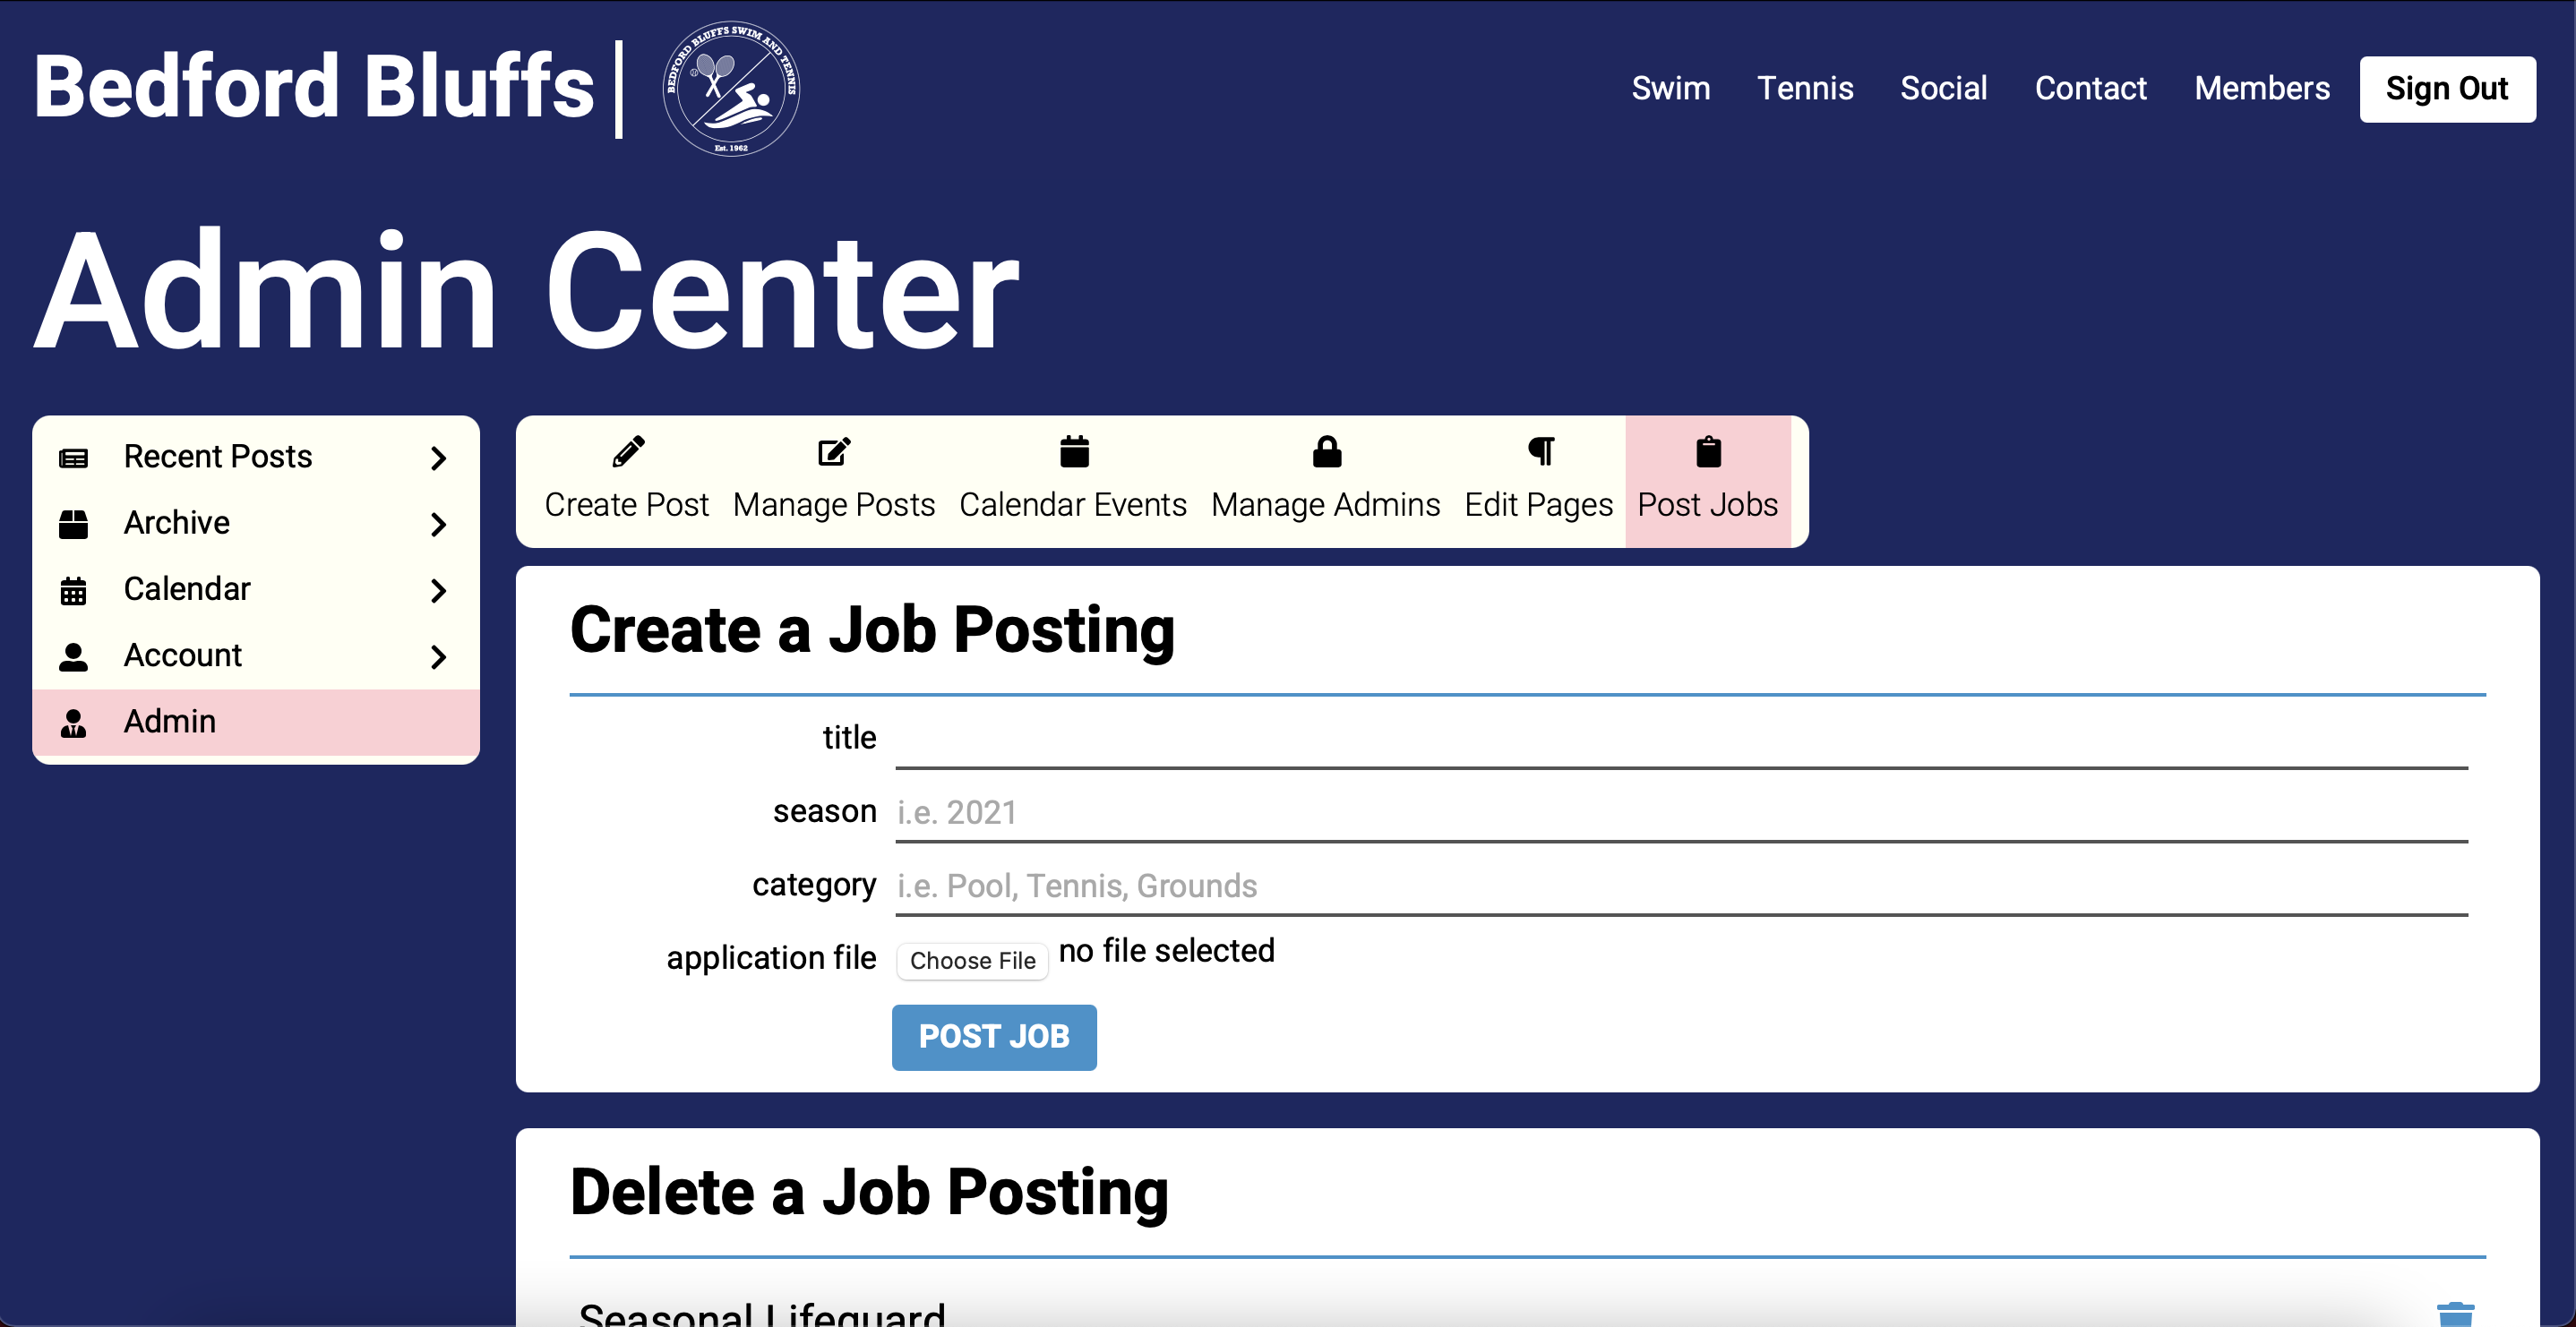 Bedford Bluffs
BEDFORD BLUFFS SWIM AND TENNIS
Est. 1962
Swim Tennis Social Contact Members Sign Out
Admin Center
Recent Posts
Archive
Calendar
Account
Admin
Create Post Manage Posts Calendar Events Manage Admins Edit Pages Post Jobs
Create a Job Posting
title
season i.e. 2021
category i.e. Pool, Tennis, Grounds
application file Choose File no file selected
POST JOB
Delete a Job Posting
Seasonal Lifeguard